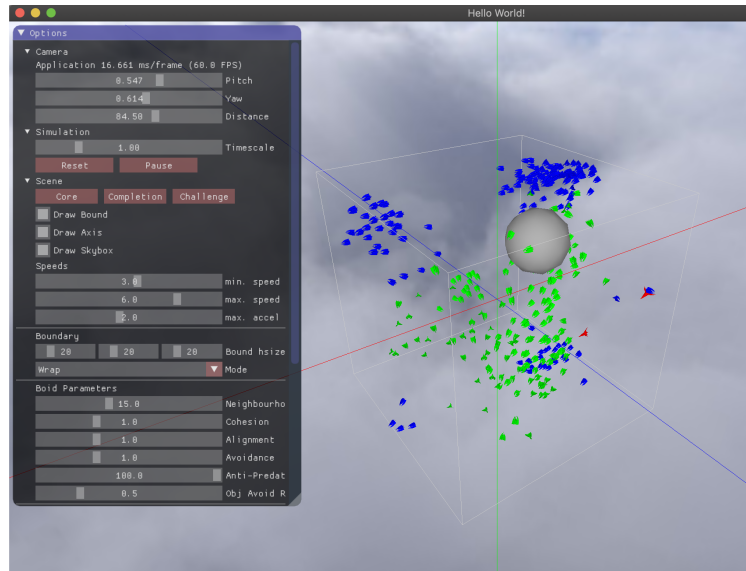 Hello World!
Options
Camera
Application 16.661 ms/frame (60.0 FPS)
0.547 Pitch
0.614 Yaw
84.50 Distance
Simulation
1.00 Timescale
Reset Pause
Scene
Core Completion Challenge
Draw Bound
Draw Axis
Draw Skybox
Speeds
3.0 min. speed
6.0 max. speed
2.0 max. accel
Boundary
20 20 20 Bound hsize
Wrap Mode
Boid Parameters
15.0 Neighbourho
1.0 Cohesion
1.0 Alignment
1.0 Avoidance
100.0 Anti-Predat
0.5 Obj Avoid R